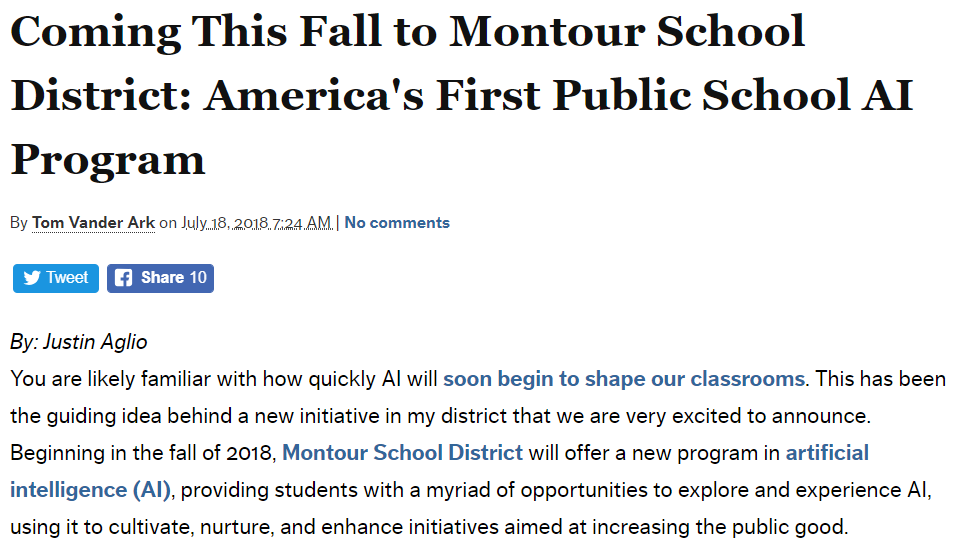 Coming This Fall to Montour School
District: America's First Public School AI
Program
By Tom Vander Ark on July 18, 2018 7:24 AM | No comments
Tweet Share 10
By: Justin Aglio
You are likely familiar with how quickly AI will soon begin to shape our classrooms. This has been
the guiding idea behind a new initiative in my district that we are very excited to announce.
Beginning in the fall of 2018, Montour School District will offer a new program in artificial
intelligence (AI), providing students with a myriad of opportunities to explore and experience AI,
using it to cultivate, nurture, and enhance initiatives aimed at increasing the public good.